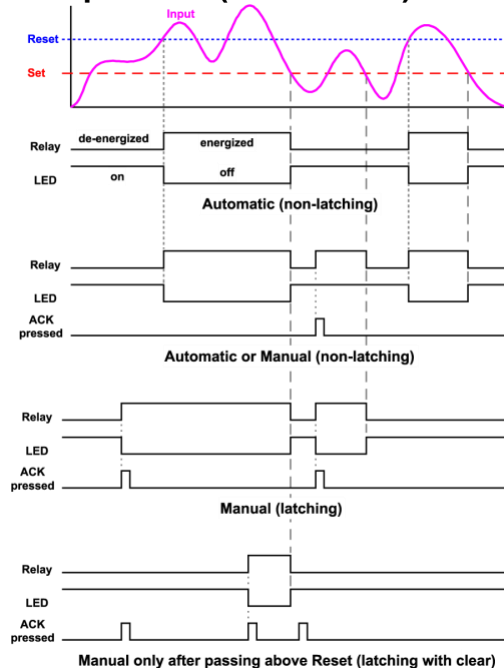 Input
Reset
Set
de-energized energized
Relay
LED
on off
Automatic (non-latching)
Relay
LED
ACK
pressed
Automatic or Manual (non-latching)
Relay
LED
ACK
pressed
Manual (latching)
Relay
LED
ACK
pressed
Manual only after passing above Reset (latching with clear)